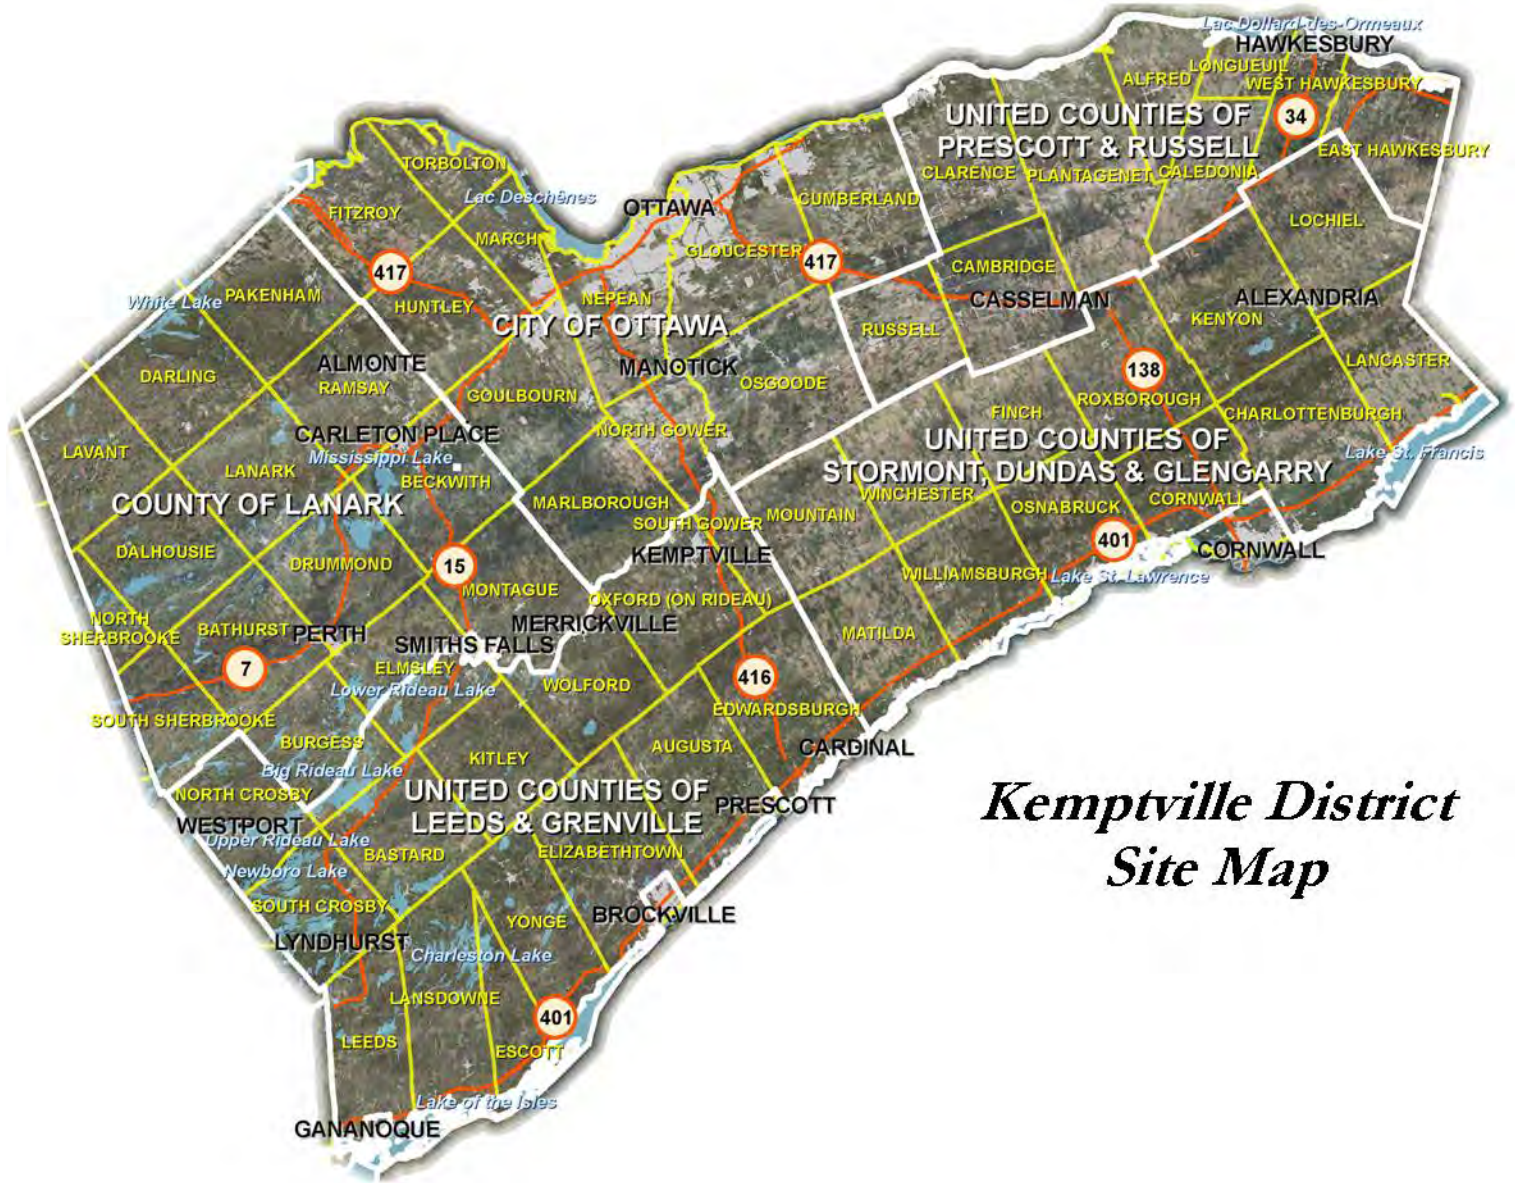 Lac Dollard-des-Ormeaux
HAWKESBURY
LONGUEUIL
ALFRED
WEST HAWKESBURY
UNITED COUNTIES OF
PRESCOTT & RUSSELL
34
EAST HAWKESBURY
CLARENCE
PLANTAGENET
CALEDONIA
TORBOLTON
Lac Deschênes
OTTAWA
CUMBERLAND
FITZROY
LOCHIEL
MARCH
GLOUCESTER
417
417
CAMBRIDGE
White Lake
PAKENHAM
HUNTLEY
NEPEAN
CASSELMAN
ALEXANDRIA
CITY OF OTTAWA
RUSSELL
KENYON
ALMONTE
MANOTICK
138
LANCASTER
DARLING
RAMSAY
GOULBOURN
OSGOODE
ROXBOROUGH
FINCH
CHARLOTTENBURGH
CARLETON PLACE
NORTH GOWER
UNITED COUNTIES OF
STORMONT, DUNDAS & GLENGARRY
LAVANT
Mississippi Lake
Lake St. Francis
LANARK
BECKWITH
WINCHESTER
COUNTY OF LANARK
MARLBOROUGH
SOUTH GOWER
MOUNTAIN
OSNABRUCK
CORNWALL
DALHOUSIE
DRUMMOND
15
KEMPTVILLE
401
CORNWALL
MONTAGUE
OXFORD (ON RIDEAU)
WILLIAMSBURGH
Lake St. Lawrence
NORTH
SHERBROOKE
BATHURST
PERTH
MERRICKVILLE
MATILDA
SMITHS FALLS
7
ELMSLEY
Lower Rideau Lake
WOLFORD
416
EDWARDSBURGH
SOUTH SHERBROOKE
BURGESS
KITLEY
AUGUSTA
CARDINAL
Big Rideau Lake
UNITED COUNTIES OF
LEEDS & GRENVILLE
NORTH CROSBY
PRESCOTT
WESTPORT
Upper Rideau Lake
BASTARD
ELIZABETHTOWN
Newboro Lake
SOUTH CROSBY
YONGE
BROCKVILLE
LYNDHURST
Charleston Lake
LANSDOWNE
401
LEEDS
ESCOTT
Lake of the Isles
GANANOQUE
Kemptville District
Site Map